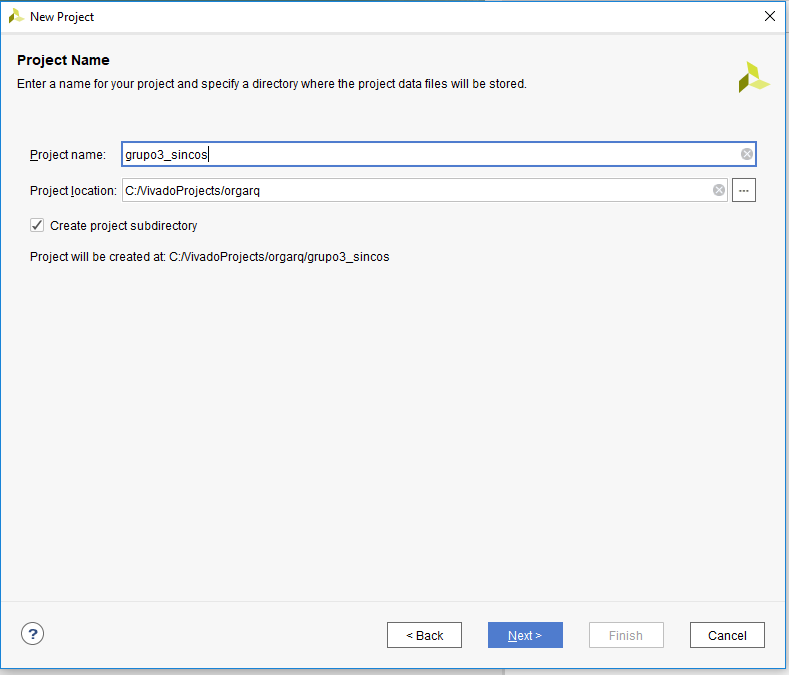 New Project
Project Name
Enter a name for your project and specify a directory where the project data files will be stored.
Project name: grupo3_sincos
Project location: C:/VivadoProjects/orgarq ...
Create project subdirectory
Project will be created at: C:/VivadoProjects/orgarq/grupo3_sincos
? < Back Next > Finish Cancel